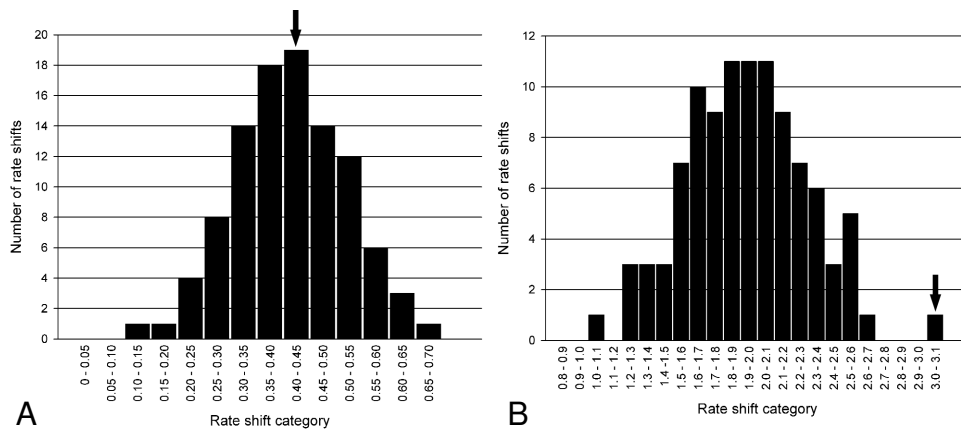 20
18
16
14
12
10
8
6
4
2
0
Number of rate shifts
0 - 0.05
0.05 - 0.10
0.10 - 0.15
0.15 - 0.20
0.20 - 0.25
0.25 - 0.30
0.30 - 0.35
0.35 - 0.40
0.40 - 0.45
0.45 - 0.50
0.50 - 0.55
0.55 - 0.60
0.60 - 0.65
0.65 - 0.70
Rate shift category
A
12
10
8
6
4
2
0
Number of rate shifts
0.8 - 0.9
0.9 - 1.0
1.0 - 1.1
1.1 - 1.2
1.2 - 1.3
1.3 - 1.4
1.4 - 1.5
1.5 - 1.6
1.6 - 1.7
1.7 - 1.8
1.8 - 1.9
1.9 - 2.0
2.0 - 2.1
2.1 - 2.2
2.2 - 2.3
2.3 - 2.4
2.4 - 2.5
2.5 - 2.6
2.6 - 2.7
2.7 - 2.8
2.8 - 2.9
2.9 - 3.0
3.0 - 3.1
Rate shift category
B